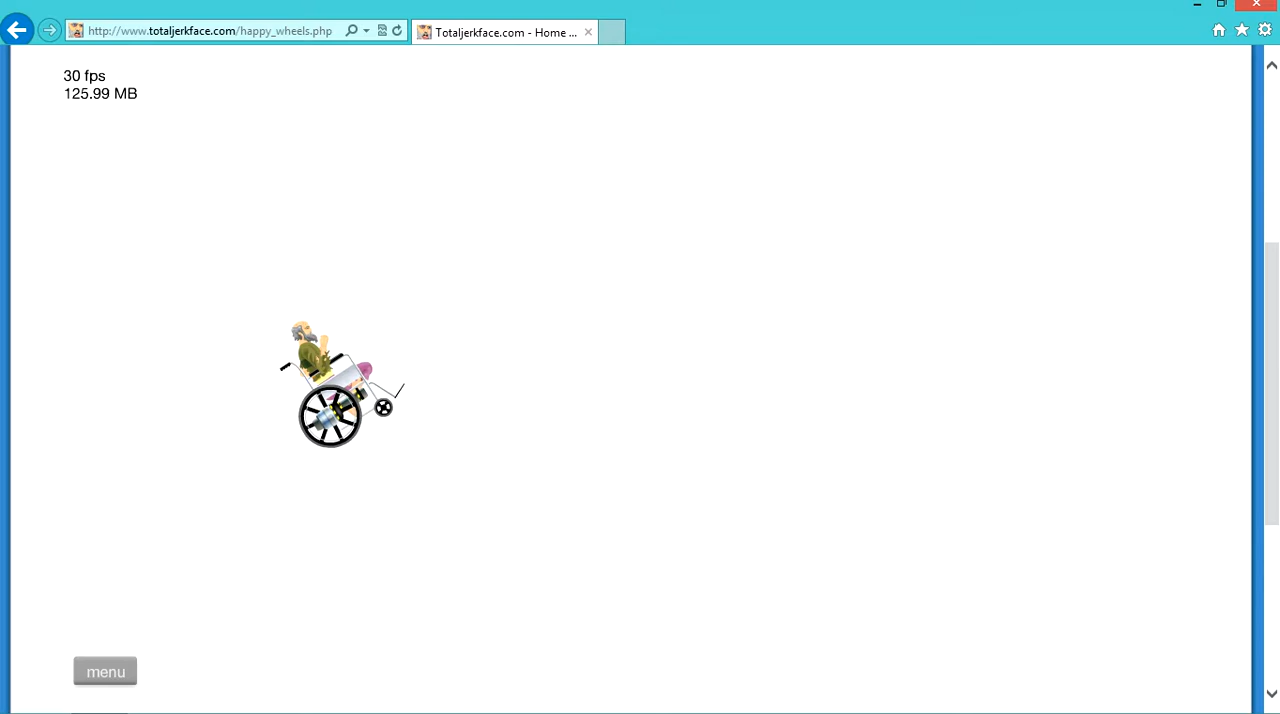 http://www.totaljerkface.com/happy_wheels.php
Totaljerkface.com - Home ...
30 fps
125.99 MB
menu